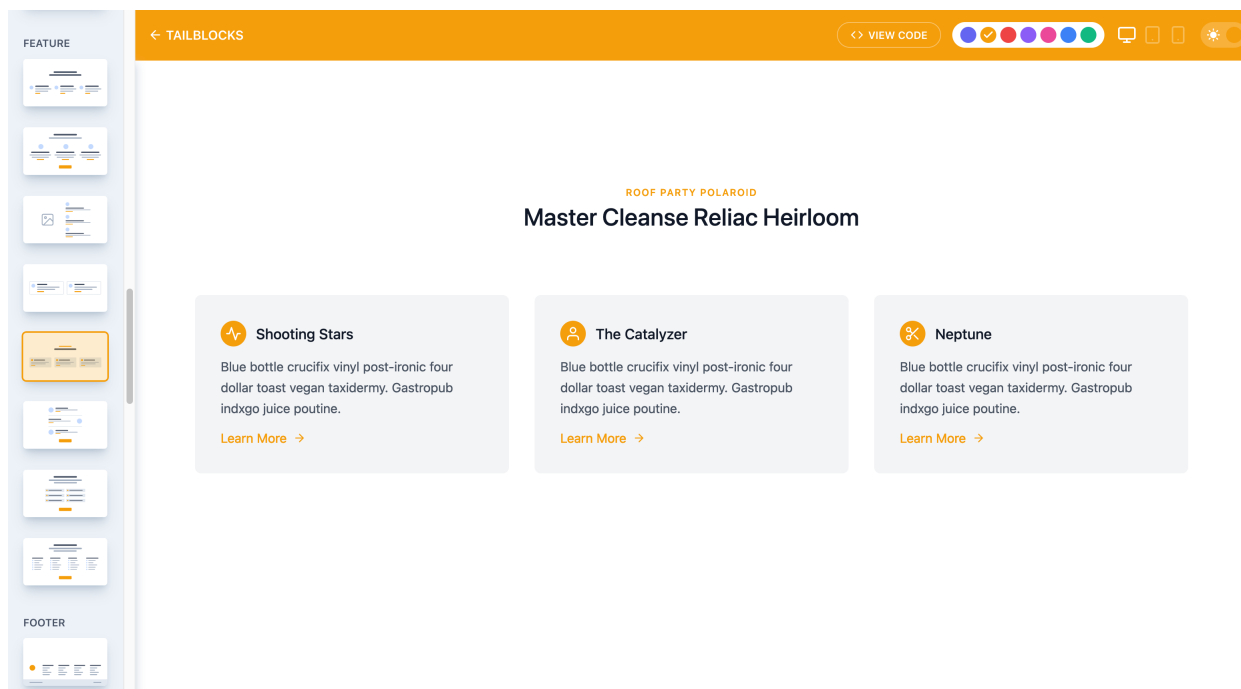 FEATURE
FOOTER
TAILBLOCKS
VIEW CODE
ROOF PARTY POLAROID
Master Cleanse Reliac Heirloom
Shooting Stars
Blue bottle crucifix vinyl post-ironic four
dollar toast vegan taxidermy. Gastropub
indxgo juice poutine.
Learn More
The Catalyzer
Blue bottle crucifix vinyl post-ironic four
dollar toast vegan taxidermy. Gastropub
indxgo juice poutine.
Learn More
Neptune
Blue bottle crucifix vinyl post-ironic four
dollar toast vegan taxidermy. Gastropub
indxgo juice poutine.
Learn More